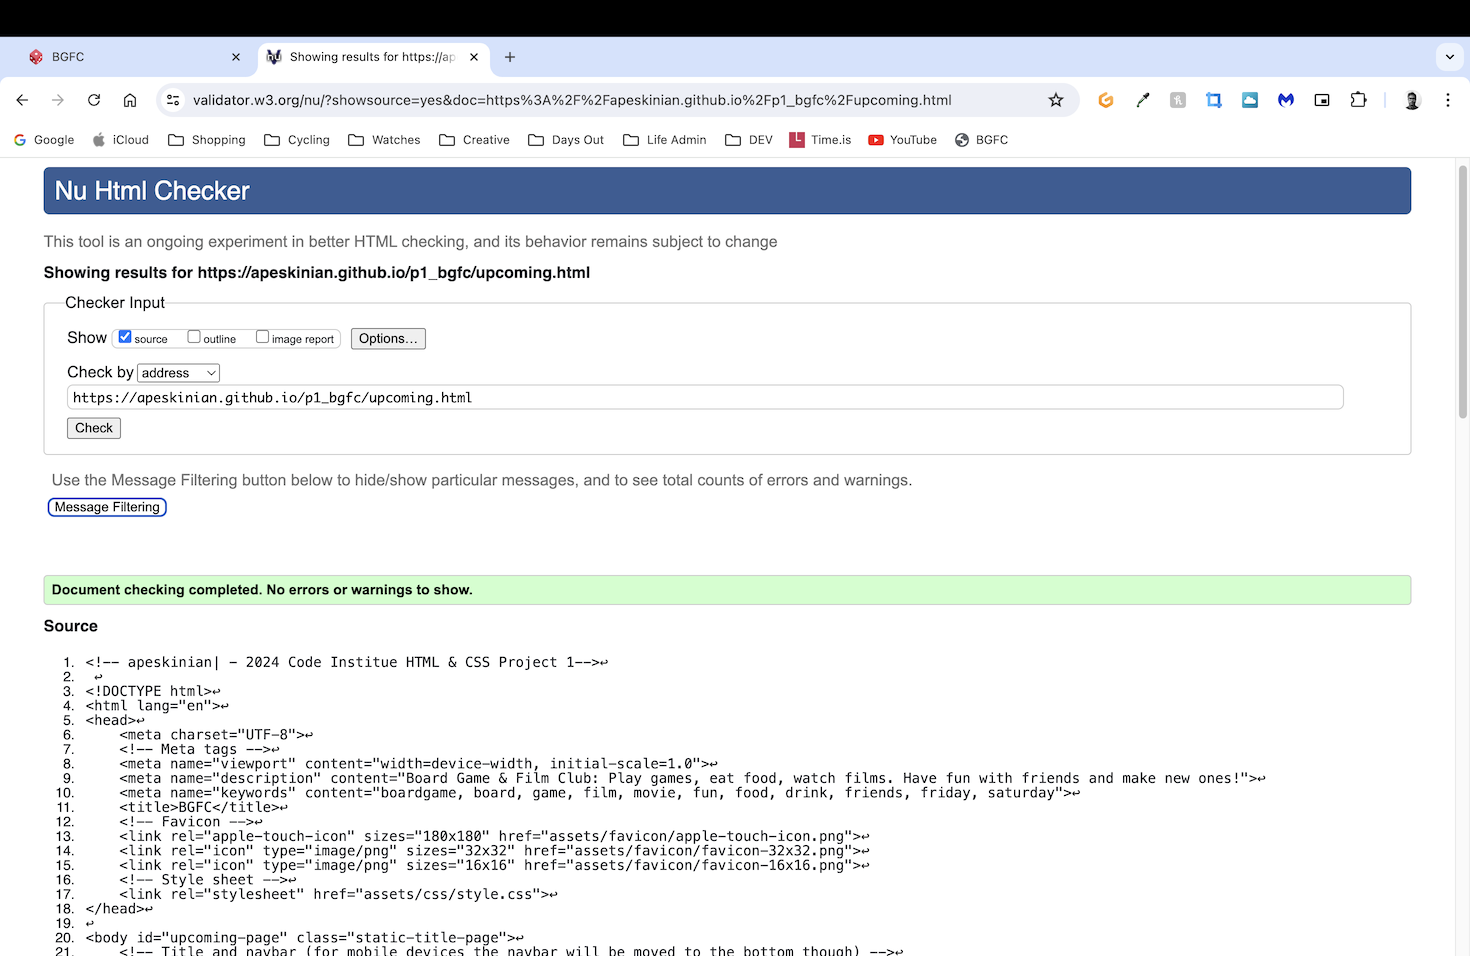 BGFC
Showing results for https://ap
validator.w3.org/nu/?showsource=yes&doc=https%3A%2F%2Fapeskinian.github.io%2Fp1_bgfc%2Fupcoming.html
Google iCloud Shopping Cycling Watches Creative Days Out Life Admin DEV Time.is YouTube BGFC
Nu Html Checker
This tool is an ongoing experiment in better HTML checking, and its behavior remains subject to change
Showing results for https://apeskinian.github.io/p1_bgfc/upcoming.html
Checker Input
Show source outline image report Options...
Check by address
https://apeskinian.github.io/p1_bgfc/upcoming.html
Check
Use the Message Filtering button below to hide/show particular messages, and to see total counts of errors and warnings.
Message Filtering
Document checking completed. No errors or warnings to show.
Source
1. <!-- apeskinian| - 2024 Code Institue HTML & CSS Project 1-->↩
2. ↩
3. <!DOCTYPE html>↩
4. <html lang="en">↩
5. <head>↩
6. <meta charset="UTF-8">↩
7. <!-- Meta tags -->↩
8. <meta name="viewport" content="width=device-width, initial-scale=1.0">↩
9. <meta name="description" content="Board Game & Film Club: Play games, eat food, watch films. Have fun with friends and make new ones!">↩
10. <meta name="keywords" content="boardgame, board, game, film, movie, fun, food, drink, friends, friday, saturday">↩
11. <title>BGFC</title>↩
12. <!-- Favicon -->↩
13. <link rel="apple-touch-icon" sizes="180x180" href="assets/favicon/apple-touch-icon.png">↩
14. <link rel="icon" type="image/png" sizes="32x32" href="assets/favicon/favicon-32x32.png">↩
15. <link rel="icon" type="image/png" sizes="16x16" href="assets/favicon/favicon-16x16.png">↩
16. <!-- Style sheet -->↩
17. <link rel="stylesheet" href="assets/css/style.css">↩
18. </head>↩
19. ↩
20. <body id="upcoming-page" class="static-title-page">↩
21. <!-- Title and navbar (for mobile devices the navbar will be moved to the bottom though) -->↩